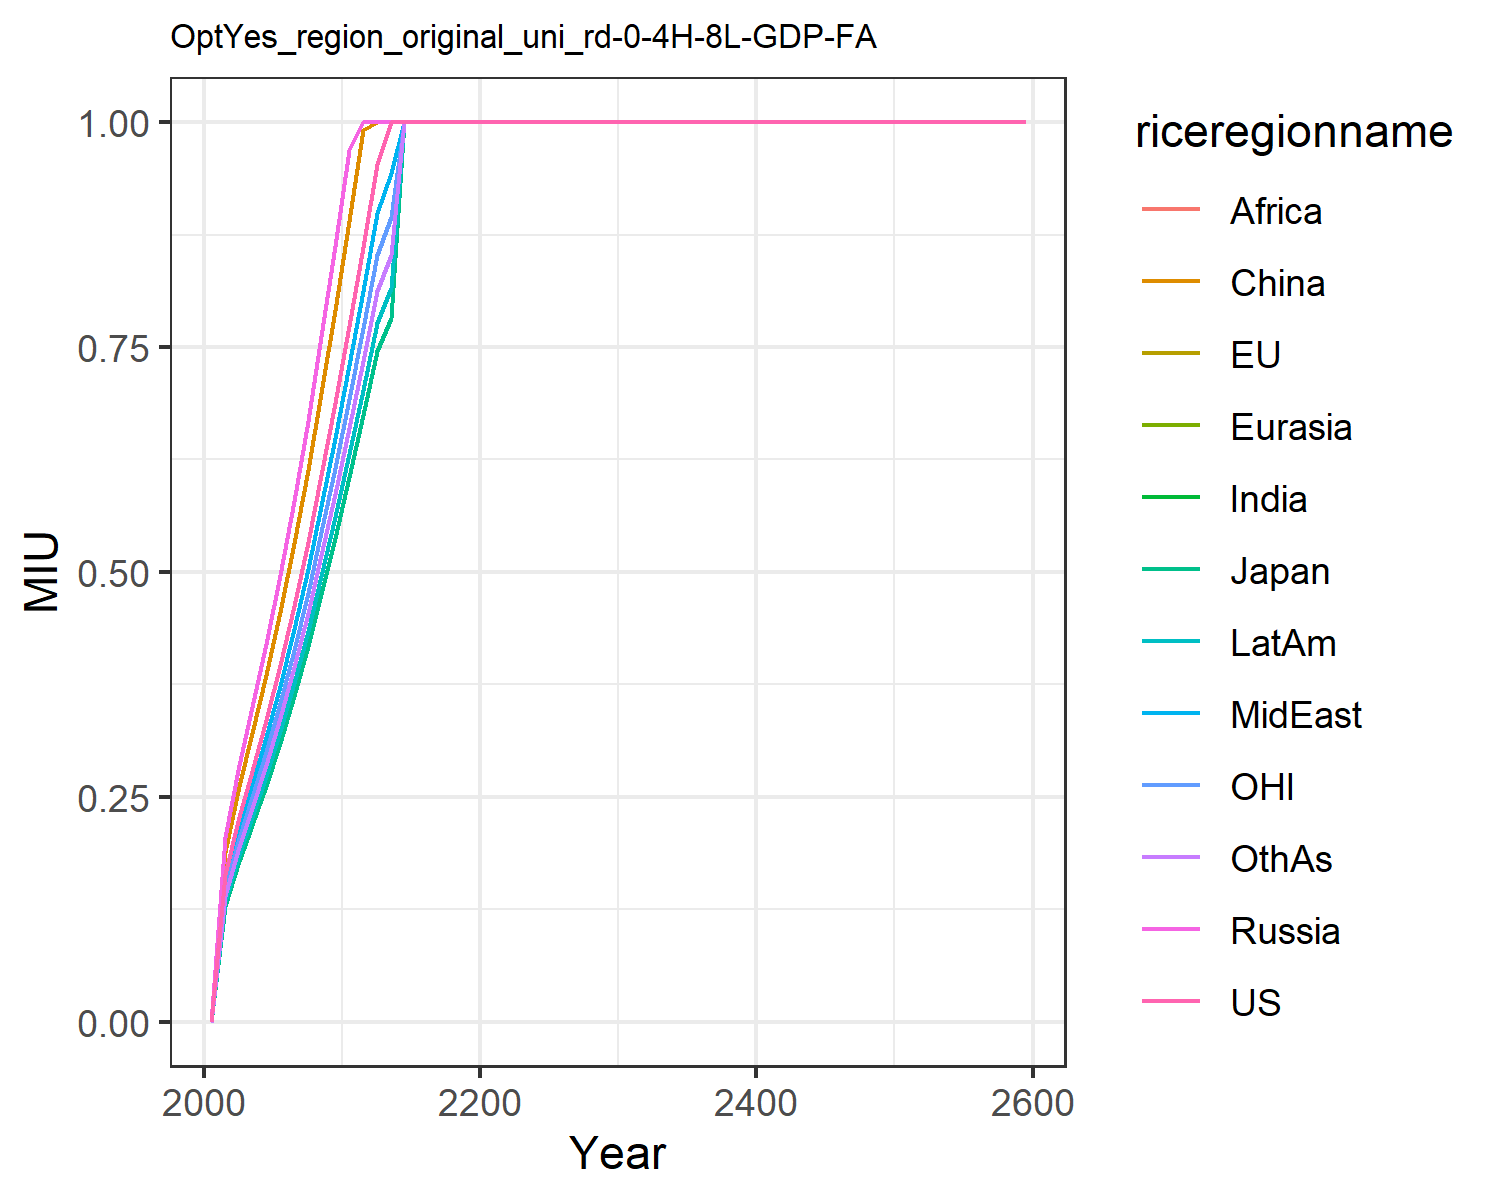 OptYes_region_original_uni_rd-0-4H-8L-GDP-FA
1.00
0.75
0.50
0.25
0.00
MIU
2000 2200 2400 2600
Year
riceregionname
Africa
China
EU
Eurasia
India
Japan
LatAm
MidEast
OHI
OthAs
Russia
US